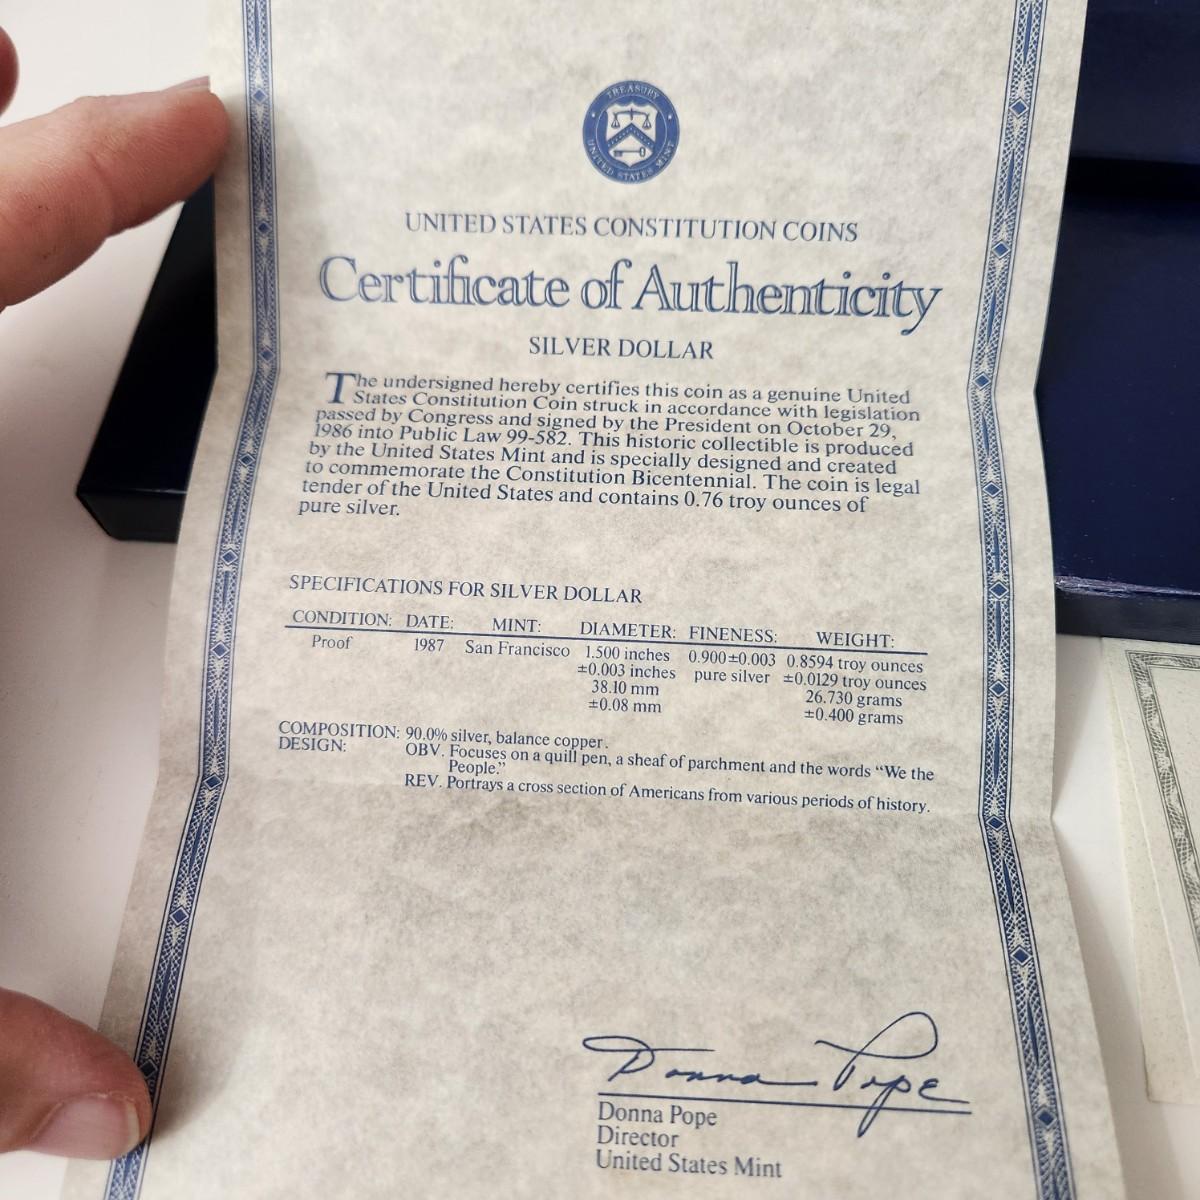 TREASURY
UNITED STATES MINT
UNITED STATES CONSTITUTION COINS
Certificate of Authenticity
SILVER DOLLAR
The undersigned hereby certifies this coin as a genuine United
States Constitution Coin struck in accordance with legislation
passed by Congress and signed by the President on October 29,
1986 into Public Law 99-582. This historic collectible is produced
by the United States Mint and is specially designed and created
to commemorate the Constitution Bicentennial. The coin is legal
tender of the United States and contains 0.76 troy ounces of
pure silver.
SPECIFICATIONS FOR SILVER DOLLAR
CONDITION: DATE: MINT: DIAMETER: FINENESS: WEIGHT:
Proof 1987 San Francisco 1.500 inches 0.900±0.003 0.8594 troy ounces
±0.003 inches pure silver ±0.0129 troy ounces
38.10 mm 26.730 grams
±0.08 mm ±0.400 grams
COMPOSITION: 90.0% silver, balance copper.
DESIGN: OBV. Focuses on a quill pen, a sheaf of parchment and the words “We the
People.”
REV. Portrays a cross section of Americans from various periods of history.
Donna Pope
Donna Pope
Director
United States Mint